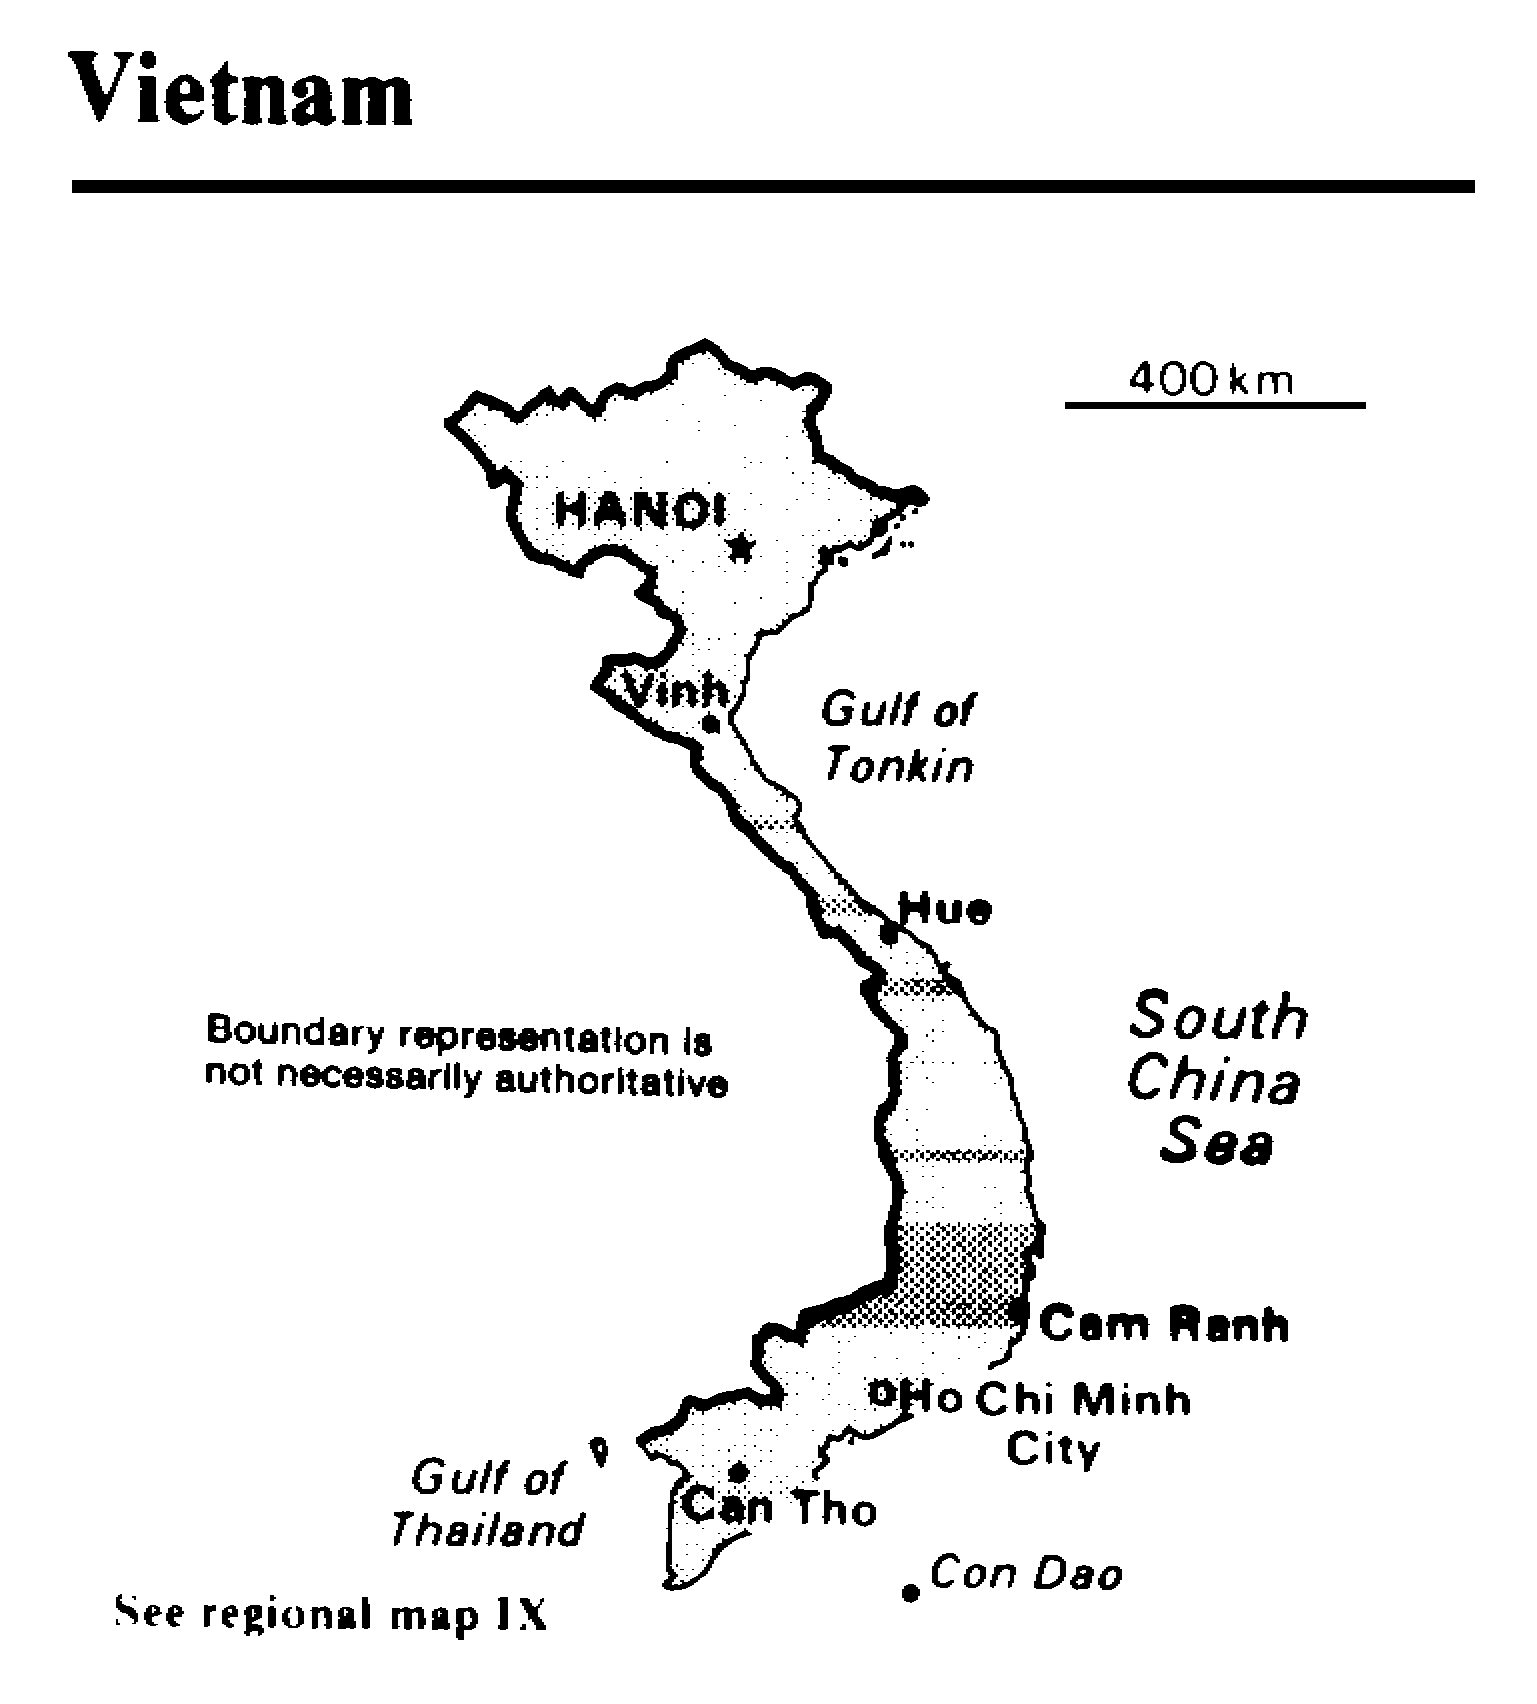 Vietnam
400 km
HANOI
Vinh
Gulf of
Tonkin
Hue
South
China
Sea
Boundary representation is
not necessarily authoritative
Cam Ranh
Ho Chi Minh
City
Gulf of
Thailand
Can Tho
Con Dao
See regional map IX